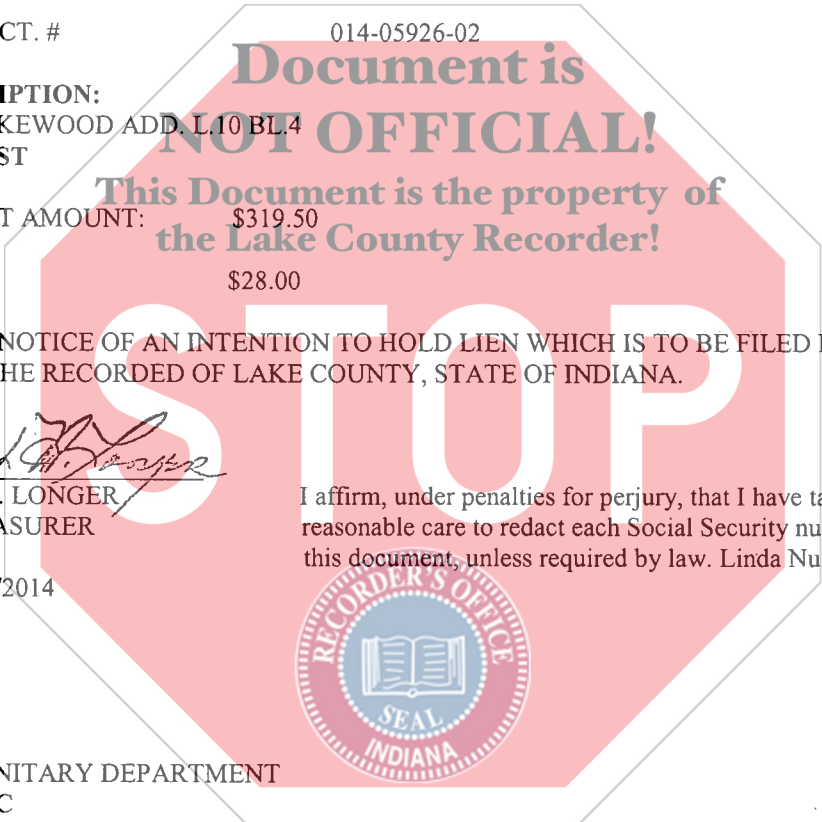 CT. # 014-05926-02
Document is
IPTION:
KEWOOD ADD. L.10 BL.4
NOT OFFICIAL!
ST
This Document is the property of
T AMOUNT: $319.50
the Lake County Recorder!
$28.00
NOTICE OF AN INTENTION TO HOLD LIEN WHICH IS TO BE FILED
HE RECORDED OF LAKE COUNTY, STATE OF INDIANA.
STOP
. LONGER
ASURER
I affirm, under penalties for perjury, that I have ta
reasonable care to redact each Social Security nu
this document, unless required by law. Linda Nu
/2014
RECORDER'S OFFICE
SEAL
INDIANA
NITARY DEPARTMENT
C